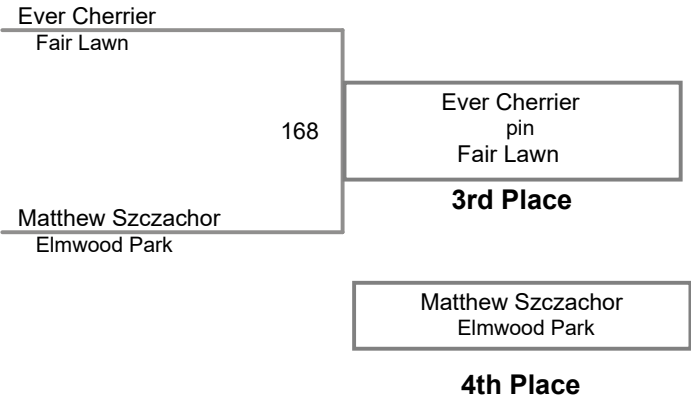 Ever Cherrier
Fair Lawn
168
Ever Cherrier
pin
Fair Lawn
3rd Place
Matthew Szczachor
Elmwood Park
Matthew Szczachor
Elmwood Park
4th Place